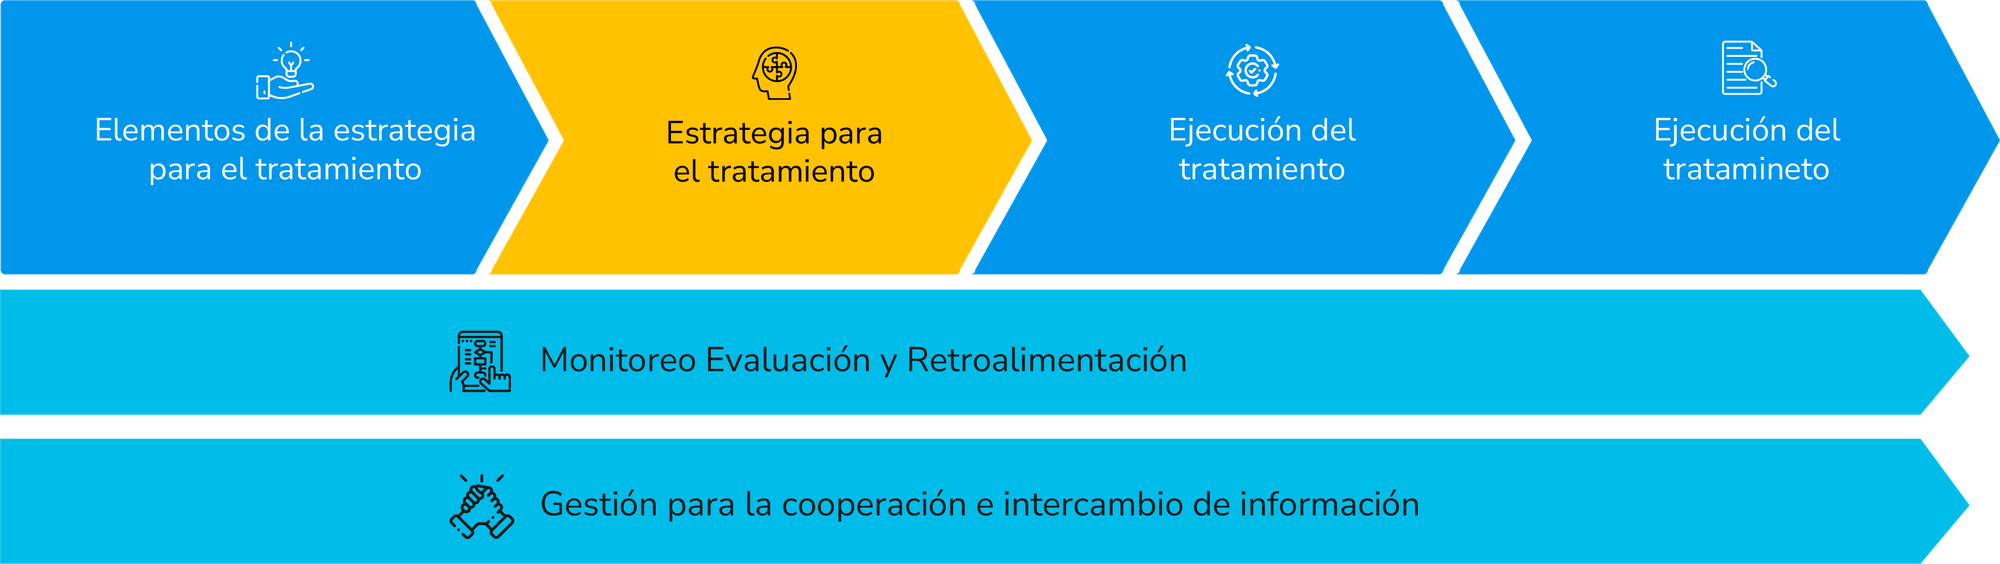 Elementos de la estrategia
para el tratamiento
Estrategia para
el tratamiento
Ejecución del
tratamiento
Ejecución del
tratamineto
Monitoreo Evaluación y Retroalimentación
Gestión para la cooperación e intercambio de información